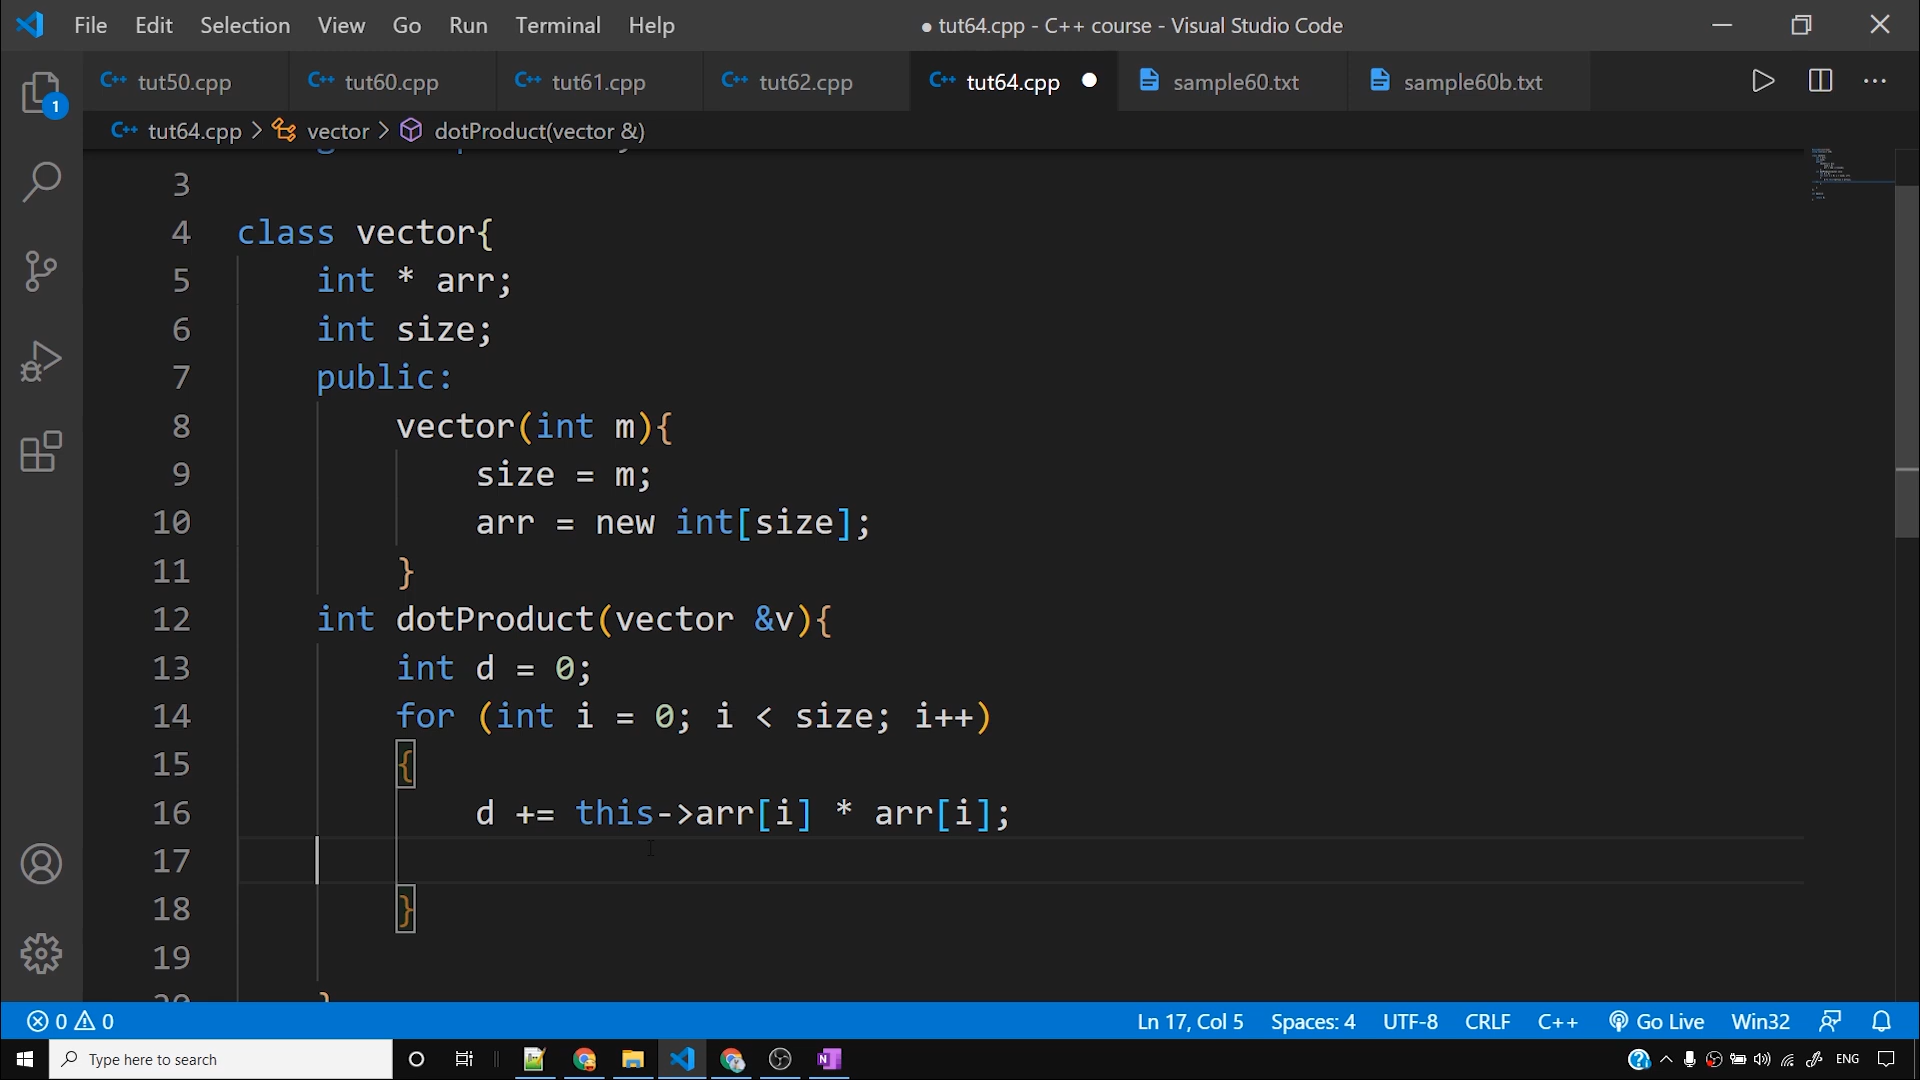 File Edit Selection View Go Run Terminal Help
● tut64.cpp - C++ course - Visual Studio Code
1
C++ tut50.cpp C++ tut60.cpp C++ tut61.cpp C++ tut62.cpp C++ tut64.cpp sample60.txt sample60b.txt
C++ tut64.cpp > vector > dotProduct(vector &)
3
4 class vector{
5 int * arr;
6 int size;
7 public:
8 vector(int m){
9 size = m;
10 arr = new int[size];
11 }
12 int dotProduct(vector &v){
13 int d = 0;
14 for (int i = 0; i < size; i++)
15 {
16 d += this->arr[i] * arr[i];
17
18 }
19
20 }
0 0 Ln 17, Col 5 Spaces: 4 UTF-8 CRLF C++ Go Live Win32
Type here to search ENG